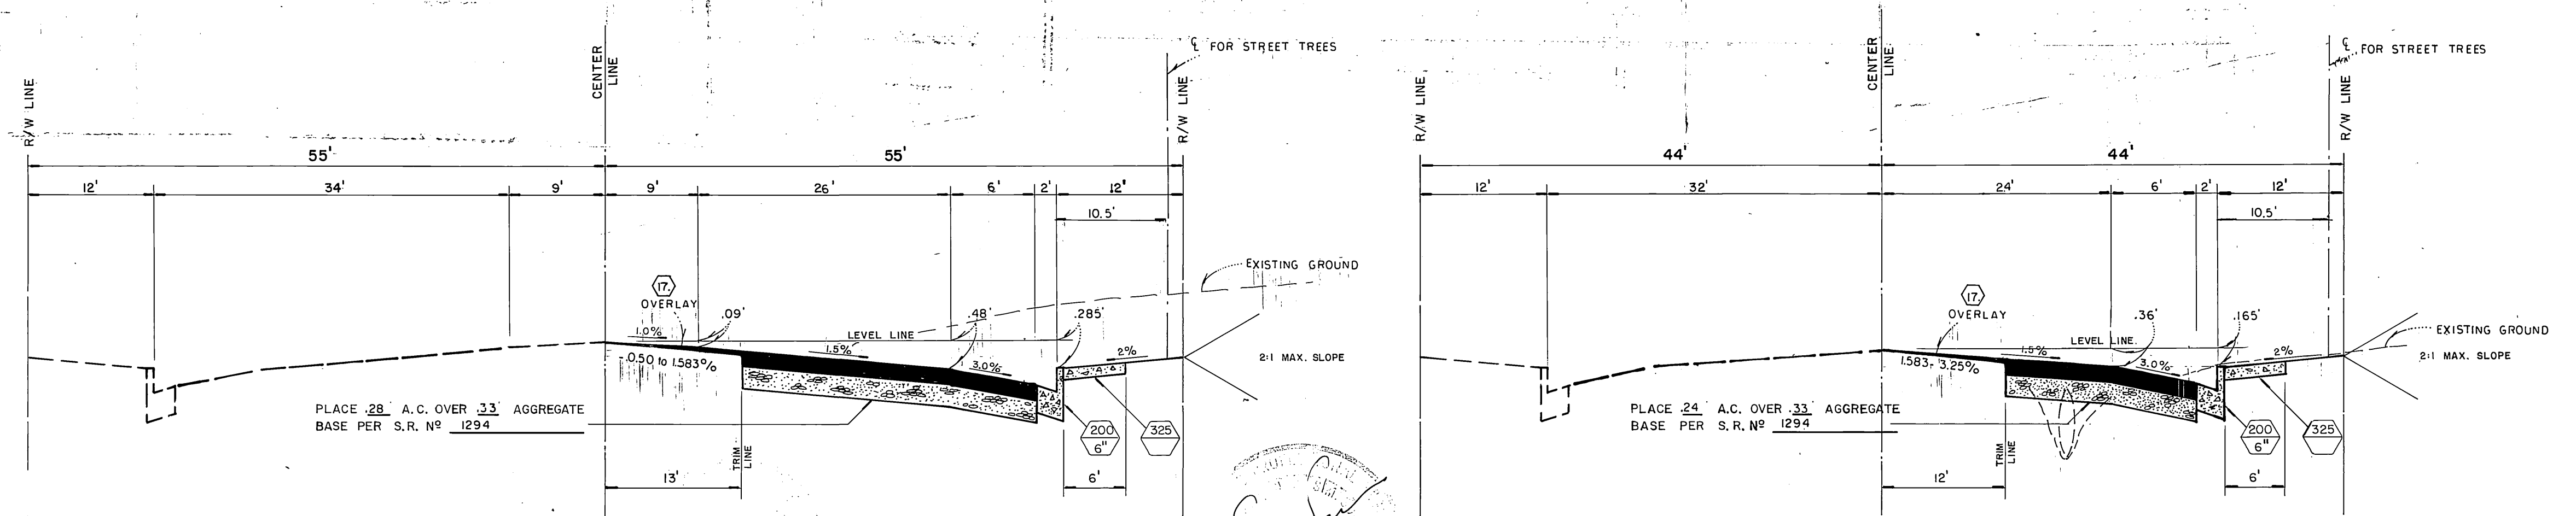 R/W LINE
CENTER
LINE
℄ FOR STREET TREES
R/W LINE
55'
55'
12'
34'
9'
9'
26'
6'
2'
12'
10.5'
EXISTING GROUND
17.
OVERLAY
.09'
.48'
.285'
LEVEL LINE
1.0%
1.5%
3.0%
2%
0.50 to 1.583%
2:1 MAX. SLOPE
PLACE .28' A.C. OVER .33' AGGREGATE
BASE PER S.R. Nº 1294
200
6"
325
TRIM
LINE
13'
6'
R/W LINE
CENTER
LINE
℄ FOR STREET TREES
R/W LINE
44'
44'
12'
32'
24'
6'
2'
12'
10.5'
17.
OVERLAY
.36'
.165'
EXISTING GROUND
LEVEL LINE.
1.5%
3.0%
2%
2:1 MAX. SLOPE
1.583- 3.25%
PLACE .24' A.C. OVER .33' AGGREGATE
BASE PER S.R. Nº 1294
200
6"
325
TRIM
LINE
12'
6'